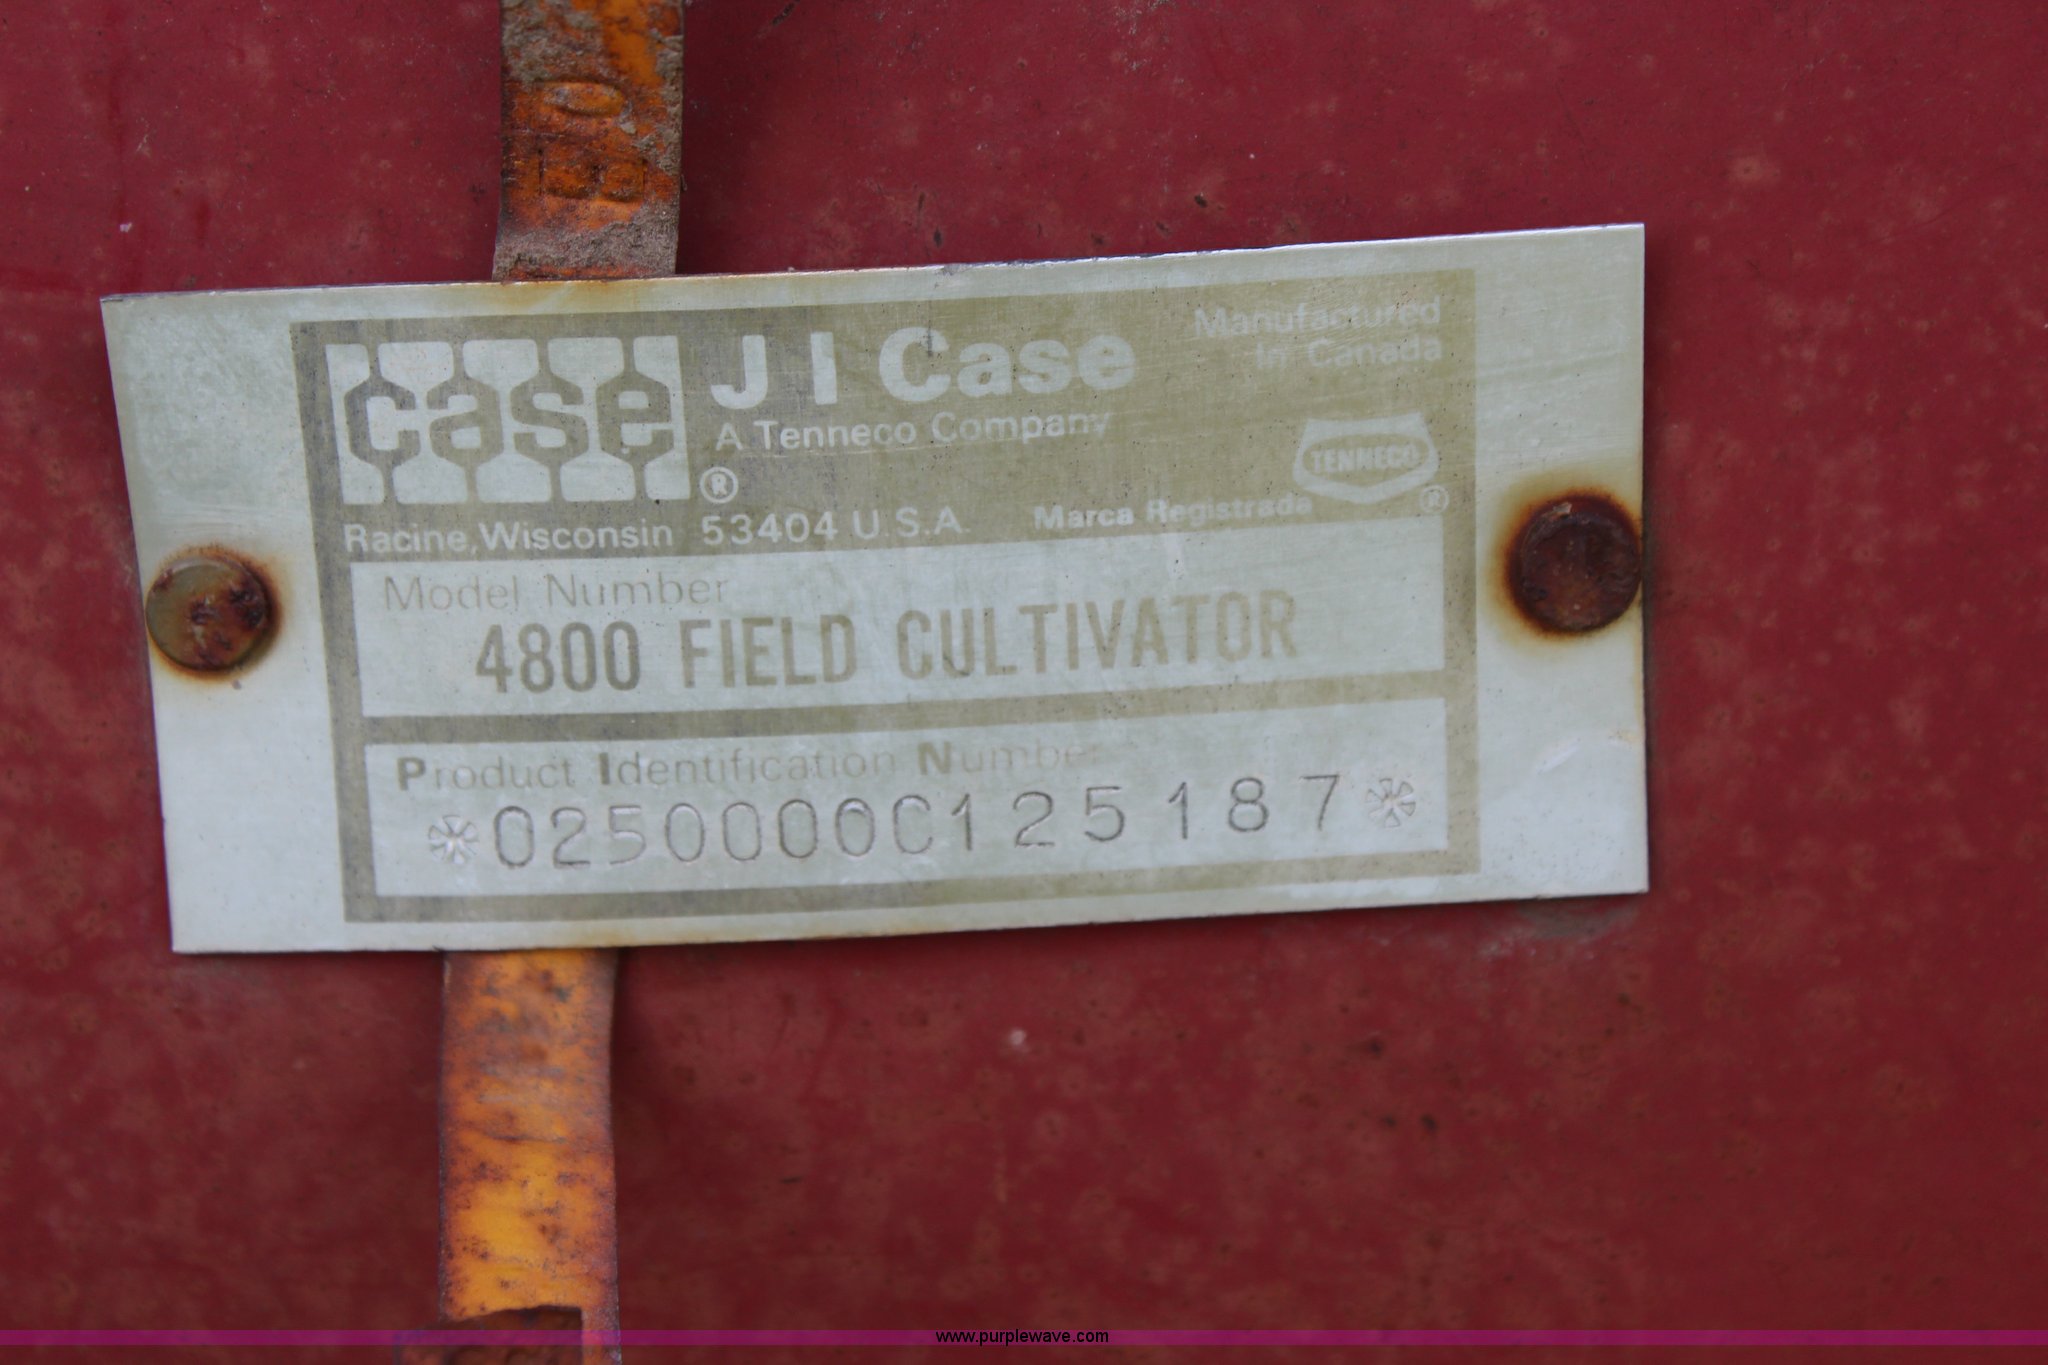 case ®
J I Case
A Tenneco Company
Manufactured
In Canada
TENNECO ®
Racine, Wisconsin 53404 U.S.A.
Marca Registrada
Model Number
4800 FIELD CULTIVATOR
Product Identification Number
*0250000C125187*
www.purplewave.com